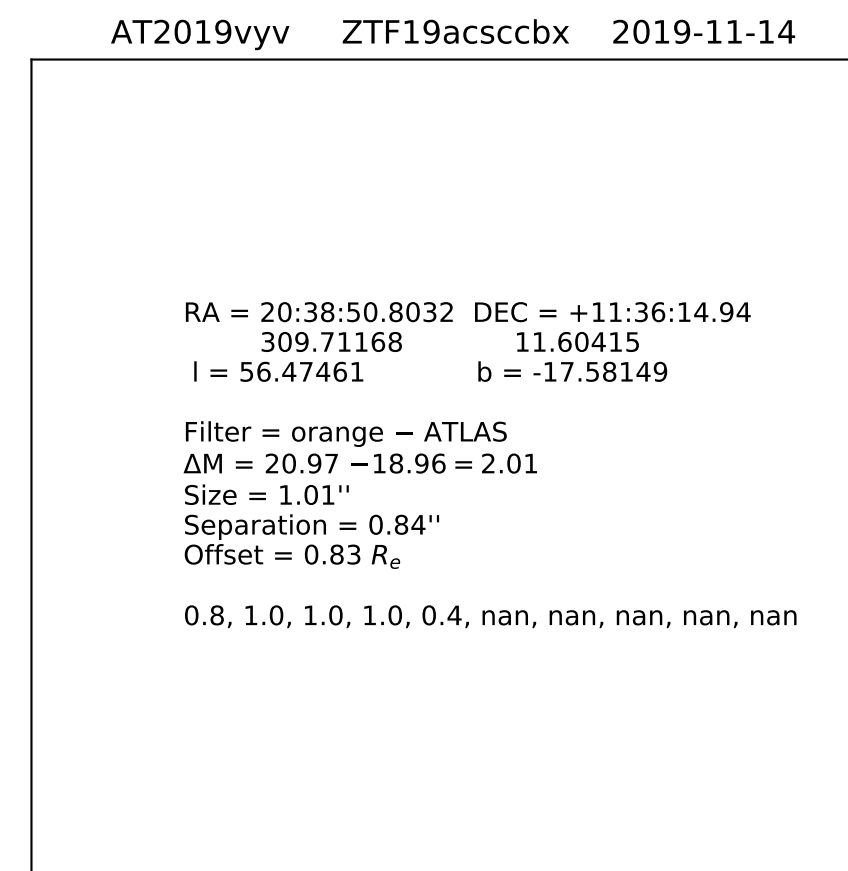 AT2019vyv ZTF19acsccbx 2019-11-14
RA = 20:38:50.8032 DEC = +11:36:14.94
309.71168 11.60415
l = 56.47461 b = -17.58149
Filter = orange − ATLAS
ΔM = 20.97 −18.96 = 2.01
Size = 1.01''
Separation = 0.84''
Offset = 0.83 Re
0.8, 1.0, 1.0, 1.0, 0.4, nan, nan, nan, nan, nan